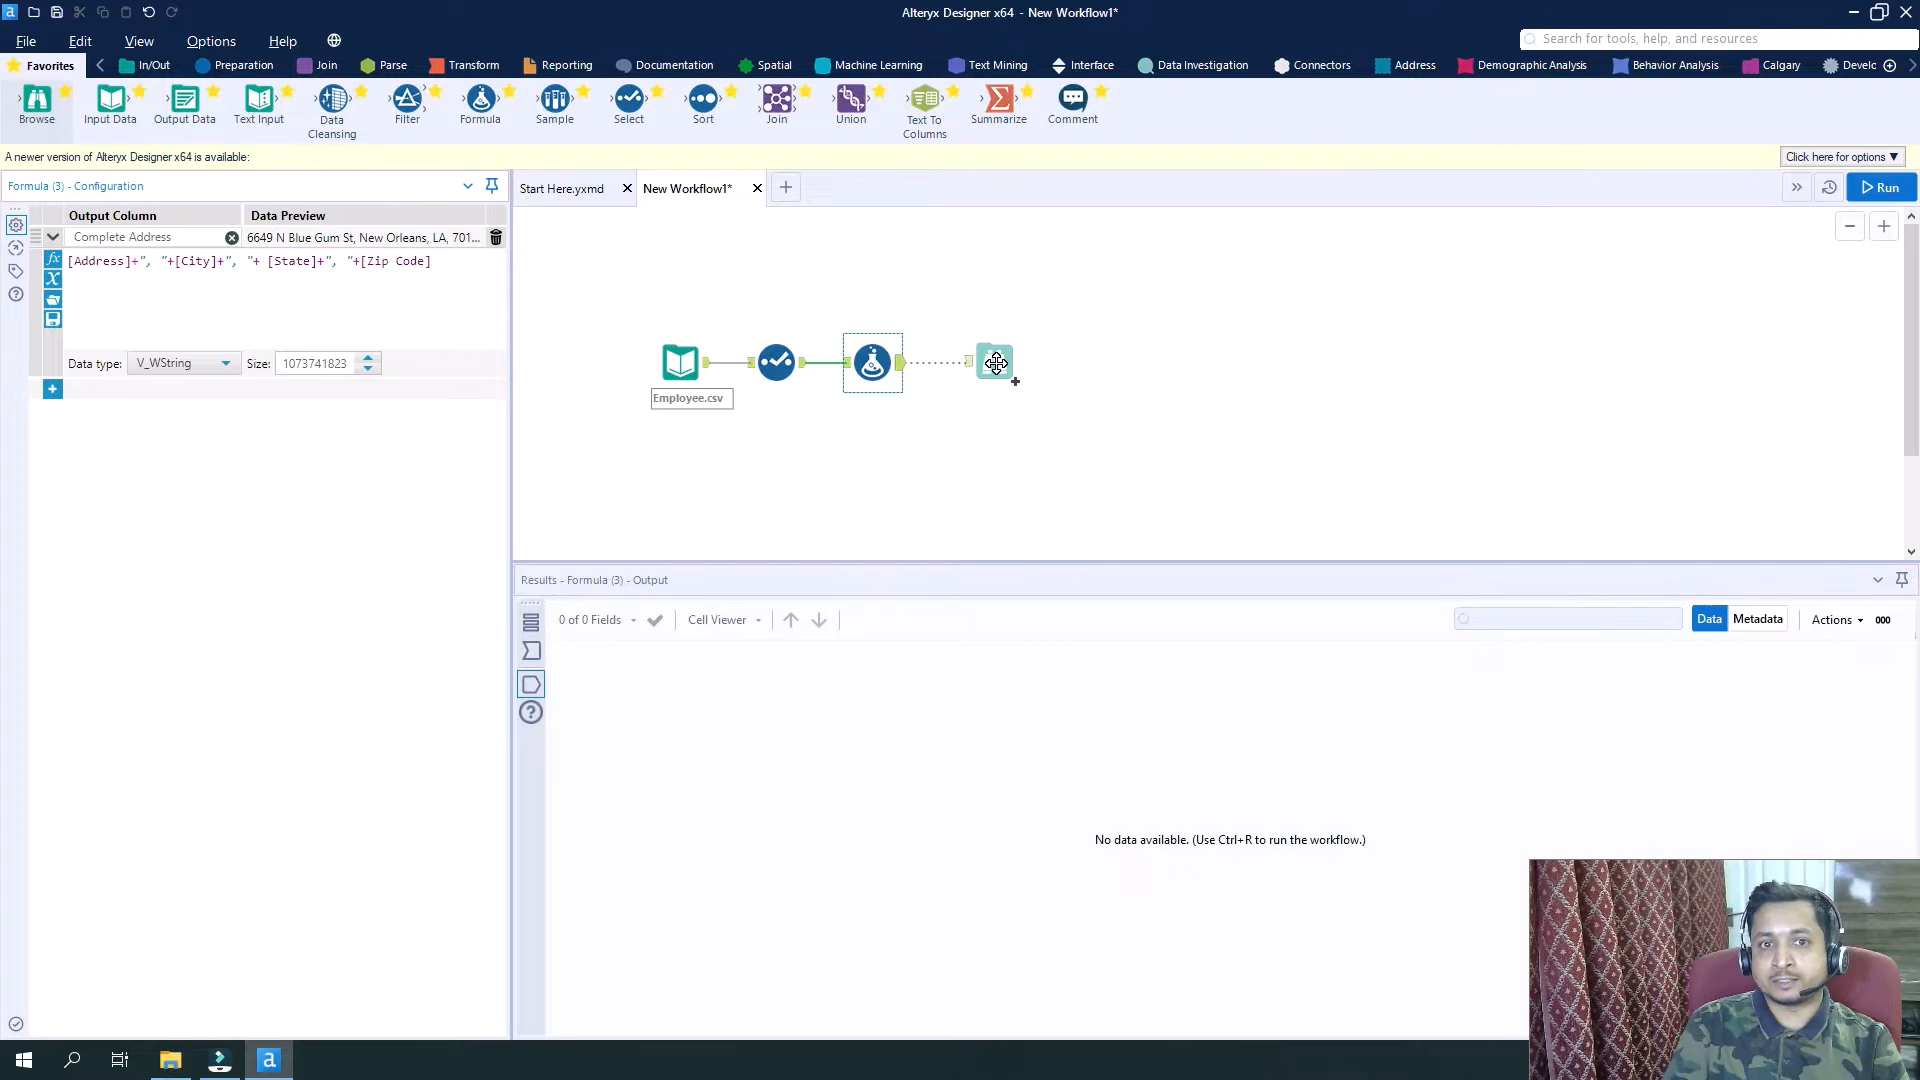 Alteryx Designer x64 - New Workflow1*
File Edit View Options Help
Search for tools, help, and resources
Favorites In/Out Preparation Join Parse Transform Reporting Documentation Spatial Machine Learning Text Mining Interface Data Investigation Connectors Address Demographic Analysis Behavior Analysis Calgary Develo
Browse Input Data Output Data Text Input Data Cleansing Filter Formula Sample Select Sort Join Union Text To Columns Summarize Comment
A newer version of Alteryx Designer x64 is available:
Click here for options ▼
Formula (3) - Configuration
Start Here.yxmd New Workflow1*
Run
Output Column Data Preview
Complete Address 6649 N Blue Gum St, New Orleans, LA, 701...
[Address]+", "+[City]+", "+ [State]+", "+[Zip Code]
Data type: V_WString Size: 1073741823
Employee.csv
Results - Formula (3) - Output
0 of 0 Fields Cell Viewer Data Metadata Actions 000
No data available. (Use Ctrl+R to run the workflow.)